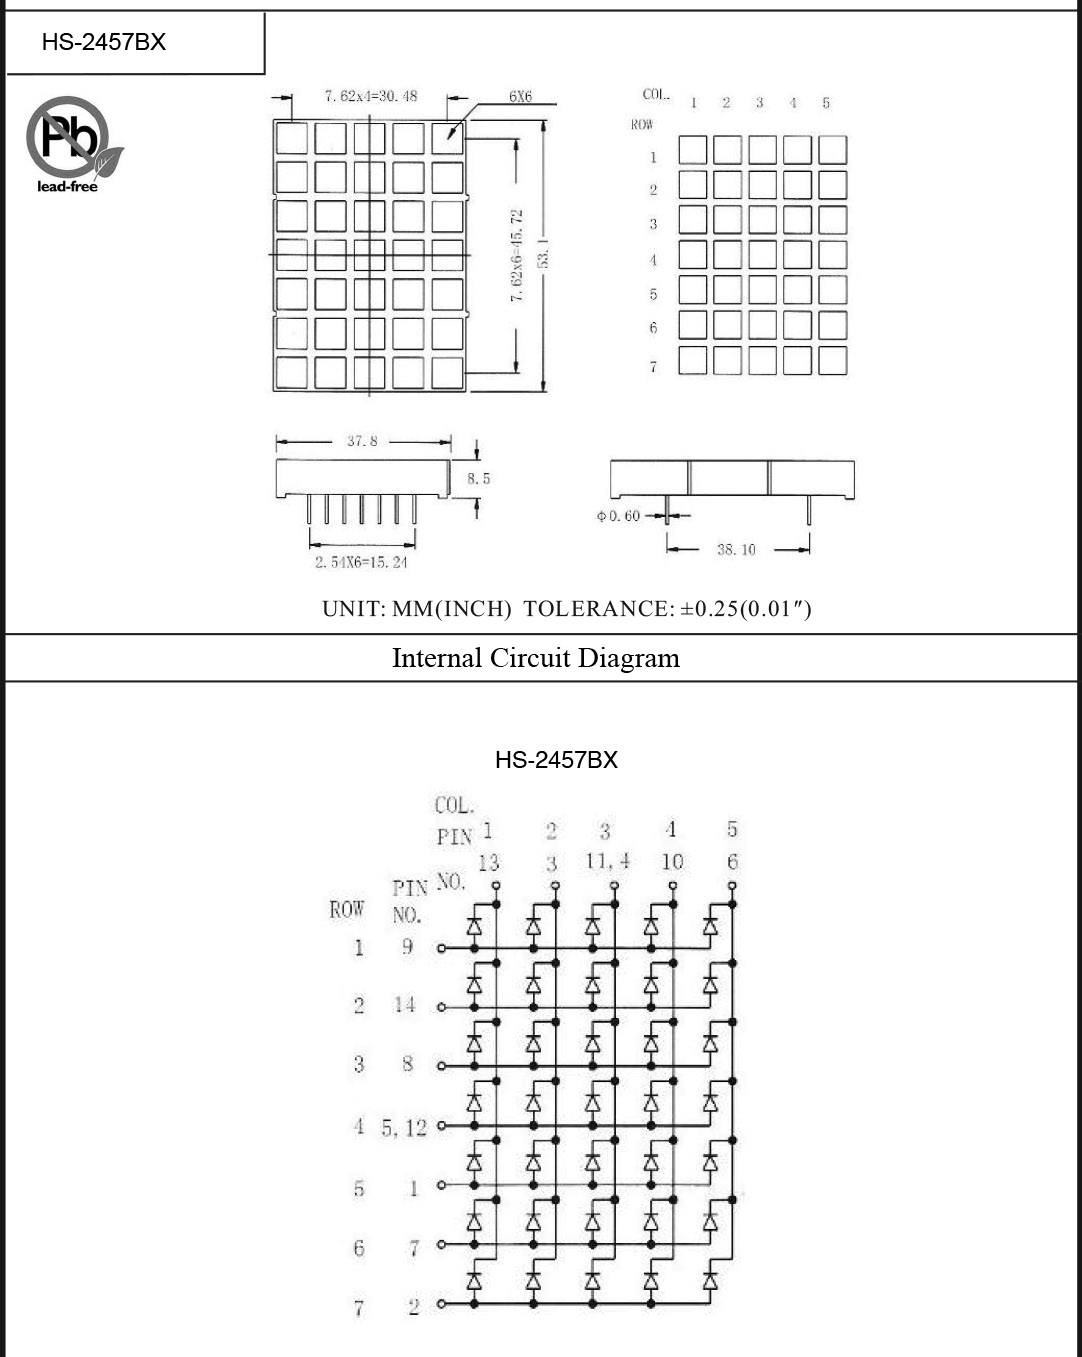 HS-2457BX
Pb
lead-free
7.62x4=30.48
6X6
7.62x6=45.72
53.1
COL. 1 2 3 4 5
ROW
1
2
3
4
5
6
7
37.8
8.5
2.54X6=15.24
Φ0.60
38.10
UNIT: MM(INCH) TOLERANCE: ±0.25(0.01″)
Internal Circuit Diagram
HS-2457BX
COL. 1 2 3 4 5
PIN NO. 13 3 11,4 10 6
ROW PIN NO.
1 9
2 14
3 8
4 5,12
5 1
6 7
7 2